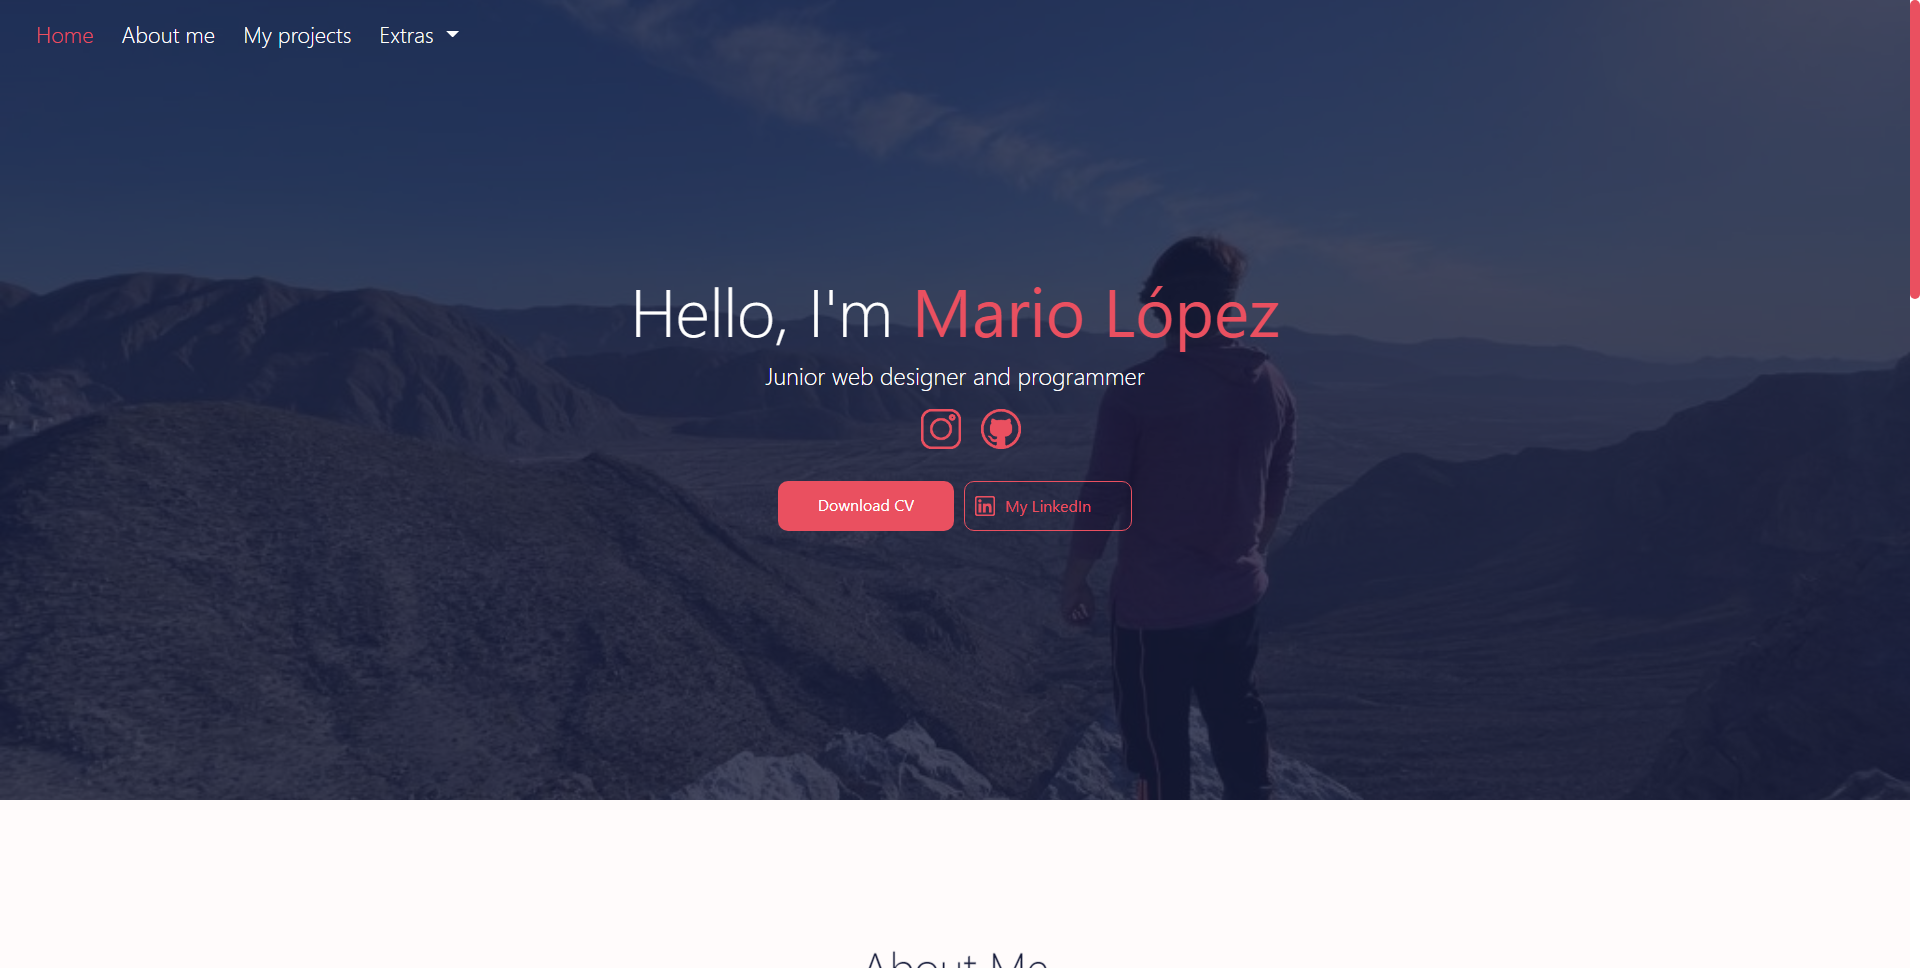 Home About me My projects Extras
Hello, I'm Mario López
Junior web designer and programmer
Download CV
My LinkedIn
About Me